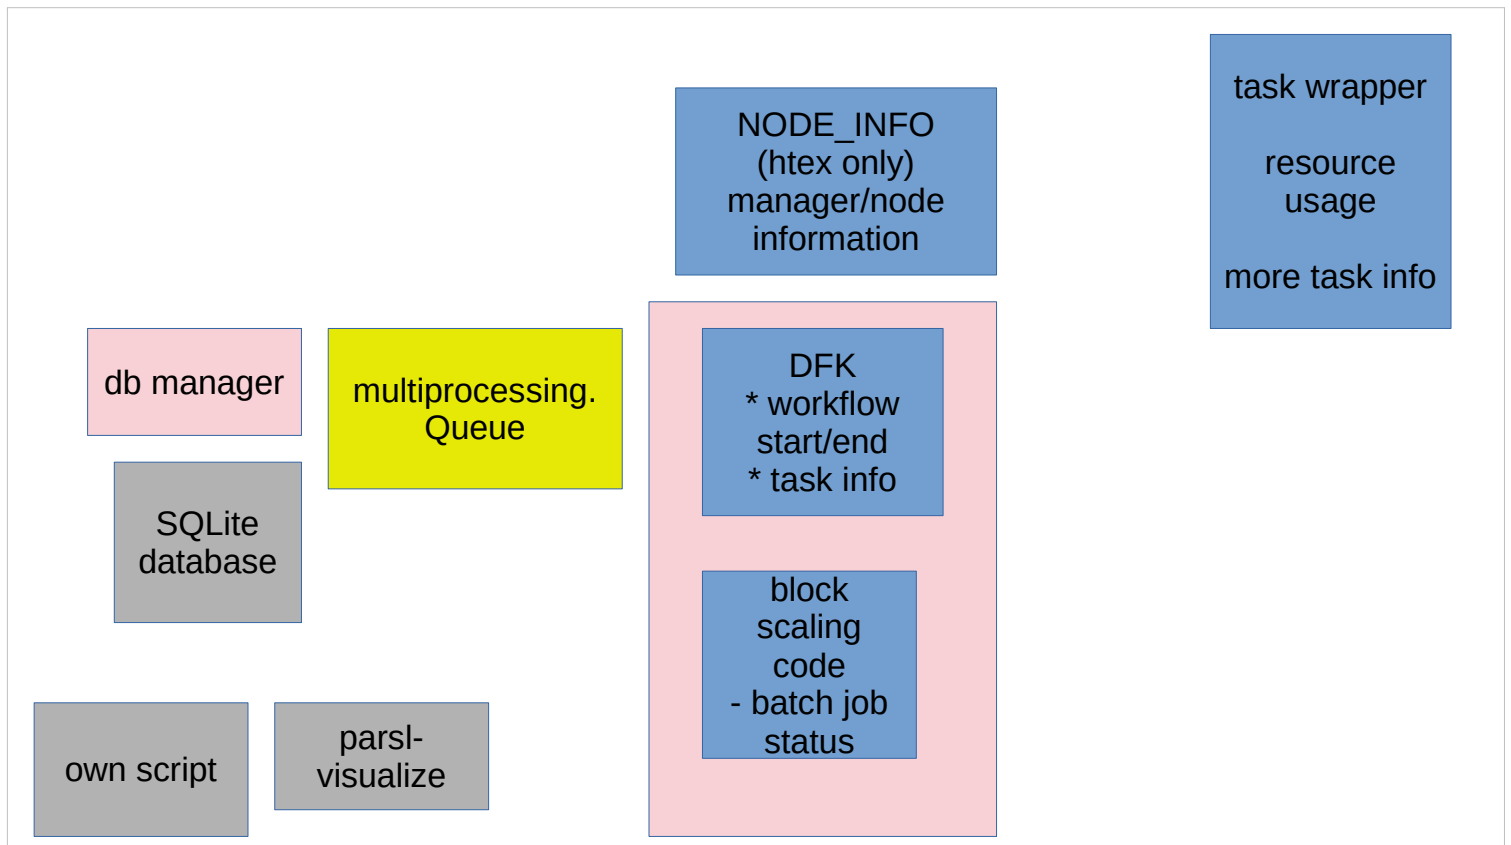 task wrapper
resource
usage
more task info
NODE_INFO
(htex only)
manager/node
information
db manager
multiprocessing.
Queue
DFK
* workflow
start/end
* task info
SQLite
database
block
scaling
code
- batch job
status
own script
parsl-
visualize